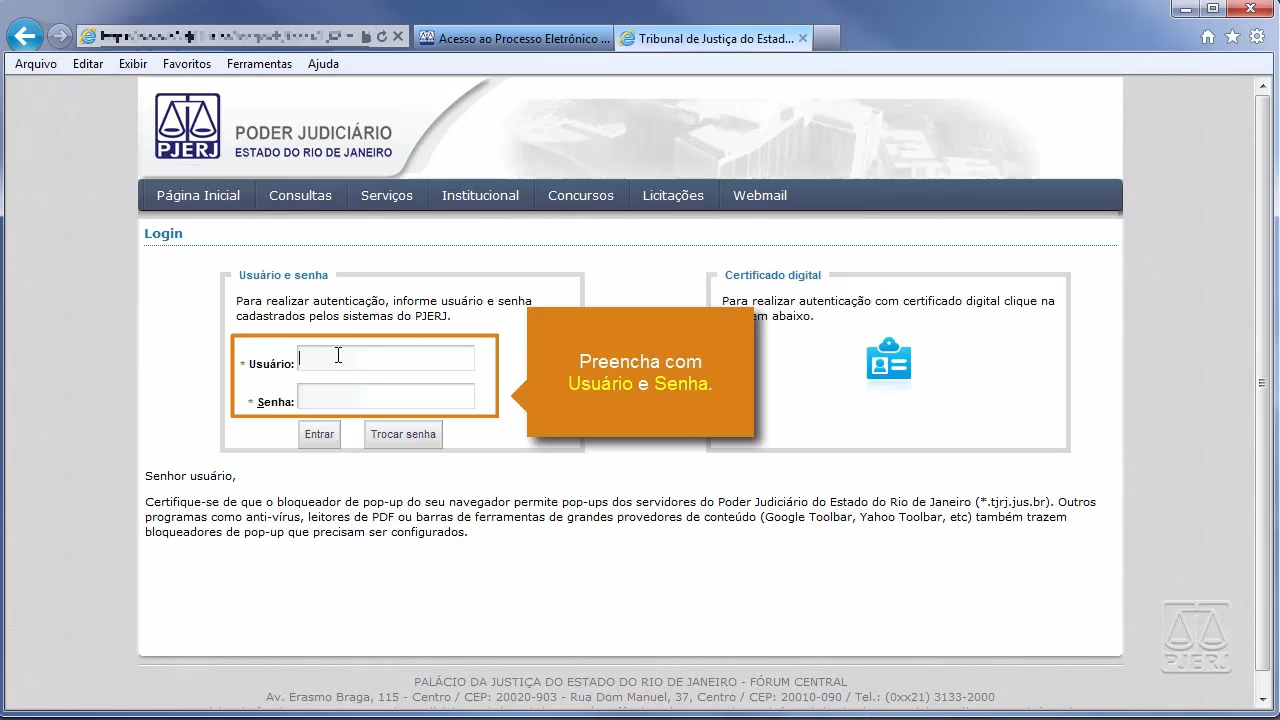 Acesso ao Processo Eletrônico ...
Tribunal de Justiça do Estad...
Arquivo Editar Exibir Favoritos Ferramentas Ajuda
PJERJ
PODER JUDICIÁRIO
ESTADO DO RIO DE JANEIRO
Página Inicial Consultas Serviços Institucional Concursos Licitações Webmail
Login
Usuário e senha
Para realizar autenticação, informe usuário e senha
cadastrados pelos sistemas do PJERJ.
* Usuário:
* Senha:
Entrar Trocar senha
Preencha com
Usuário e Senha.
Certificado digital
Para realizar autenticação com certificado digital clique na
em abaixo.
Senhor usuário,
Certifique-se de que o bloqueador de pop-up do seu navegador permite pop-ups dos servidores do Poder Judiciário do Estado do Rio de Janeiro (*.tjrj.jus.br). Outros
programas como anti-vírus, leitores de PDF ou barras de ferramentas de grandes provedores de conteúdo (Google Toolbar, Yahoo Toolbar, etc) também trazem
bloqueadores de pop-up que precisam ser configurados.
PJERJ
PALÁCIO DA JUSTIÇA DO ESTADO DO RIO DE JANEIRO - FÓRUM CENTRAL
Av. Erasmo Braga, 115 - Centro / CEP: 20020-903 - Rua Dom Manuel, 37, Centro / CEP: 20010-090 / Tel.: (0xx21) 3133-2000